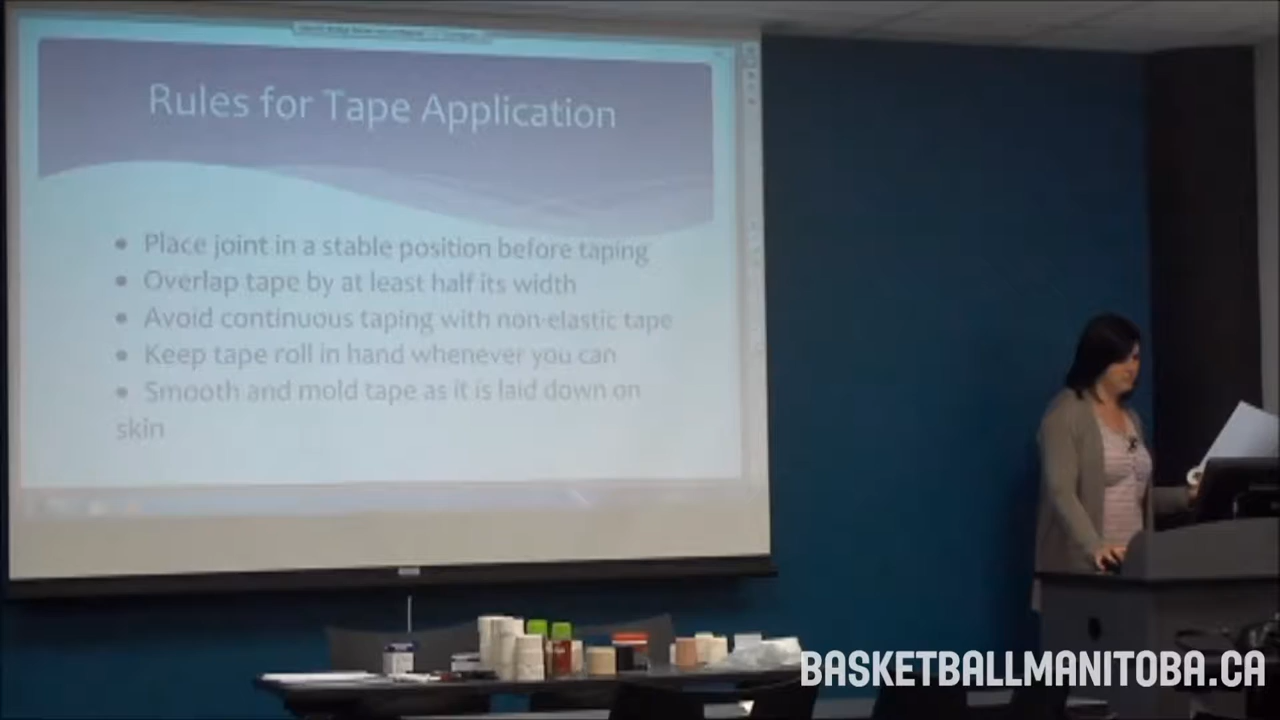 Rules for Tape Application
• Place joint in a stable position before taping
• Overlap tape by at least half its width
• Avoid continuous taping with non-elastic tape
• Keep tape roll in hand whenever you can
• Smooth and mold tape as it is laid down on
skin
BASKETBALLMANITOBA.CA